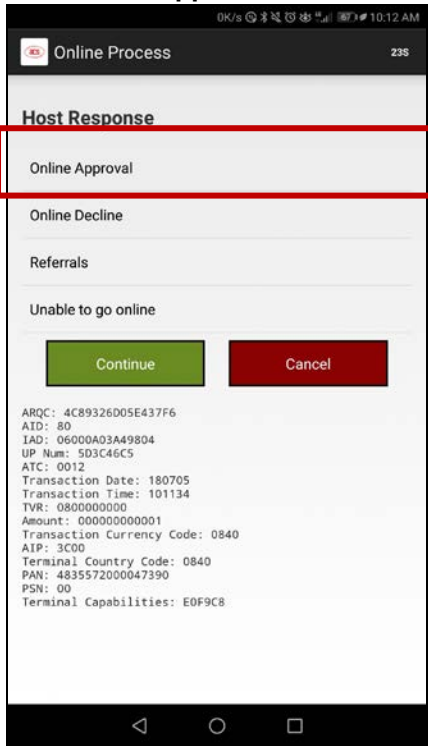 0K/s 10:12 AM
Online Process 23S
Host Response
Online Approval
Online Decline
Referrals
Unable to go online
Continue Cancel
ARQC: 4C89326D05E437F6
AID: 80
IAD: 06000A03A49804
UP Num: 5D3C46C5
ATC: 0012
Transaction Date: 180705
Transaction Time: 101134
TVR: 0800000000
Amount: 000000000001
Transaction Currency Code: 0840
AIP: 3C00
Terminal Country Code: 0840
PAN: 4835572000047390
PSN: 00
Terminal Capabilities: E0F9C8